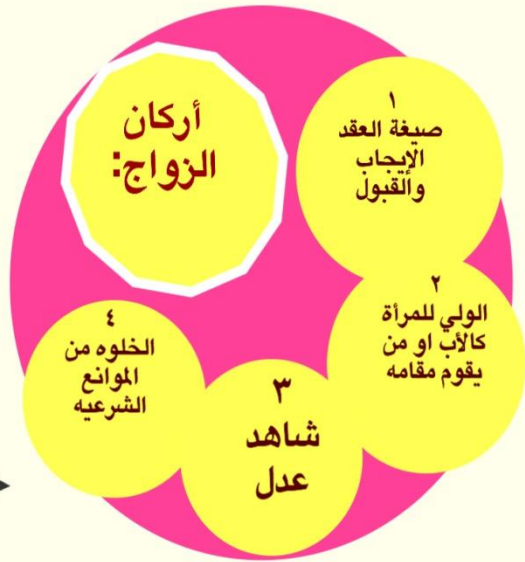 أركان
الزواج:
١
صيغة العقد
الإيجاب
والقبول
٢
الولي للمرأة
كالأب او من
يقوم مقامه
٣
شاهد
عدل
٤
الخلوه من
الموانع
الشرعيه